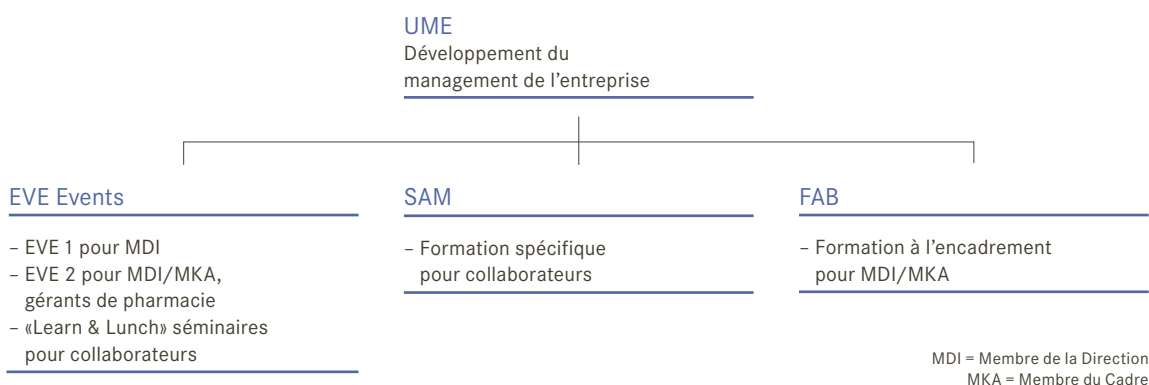 UME
Développement du
management de l'entreprise
EVE Events
– EVE 1 pour MDI
– EVE 2 pour MDI/MKA,
gérants de pharmacie
– «Learn & Lunch» séminaires
pour collaborateurs
SAM
– Formation spécifique
pour collaborateurs
FAB
– Formation à l'encadrement
pour MDI/MKA
MDI = Membre de la Direction
MKA = Membre du Cadre